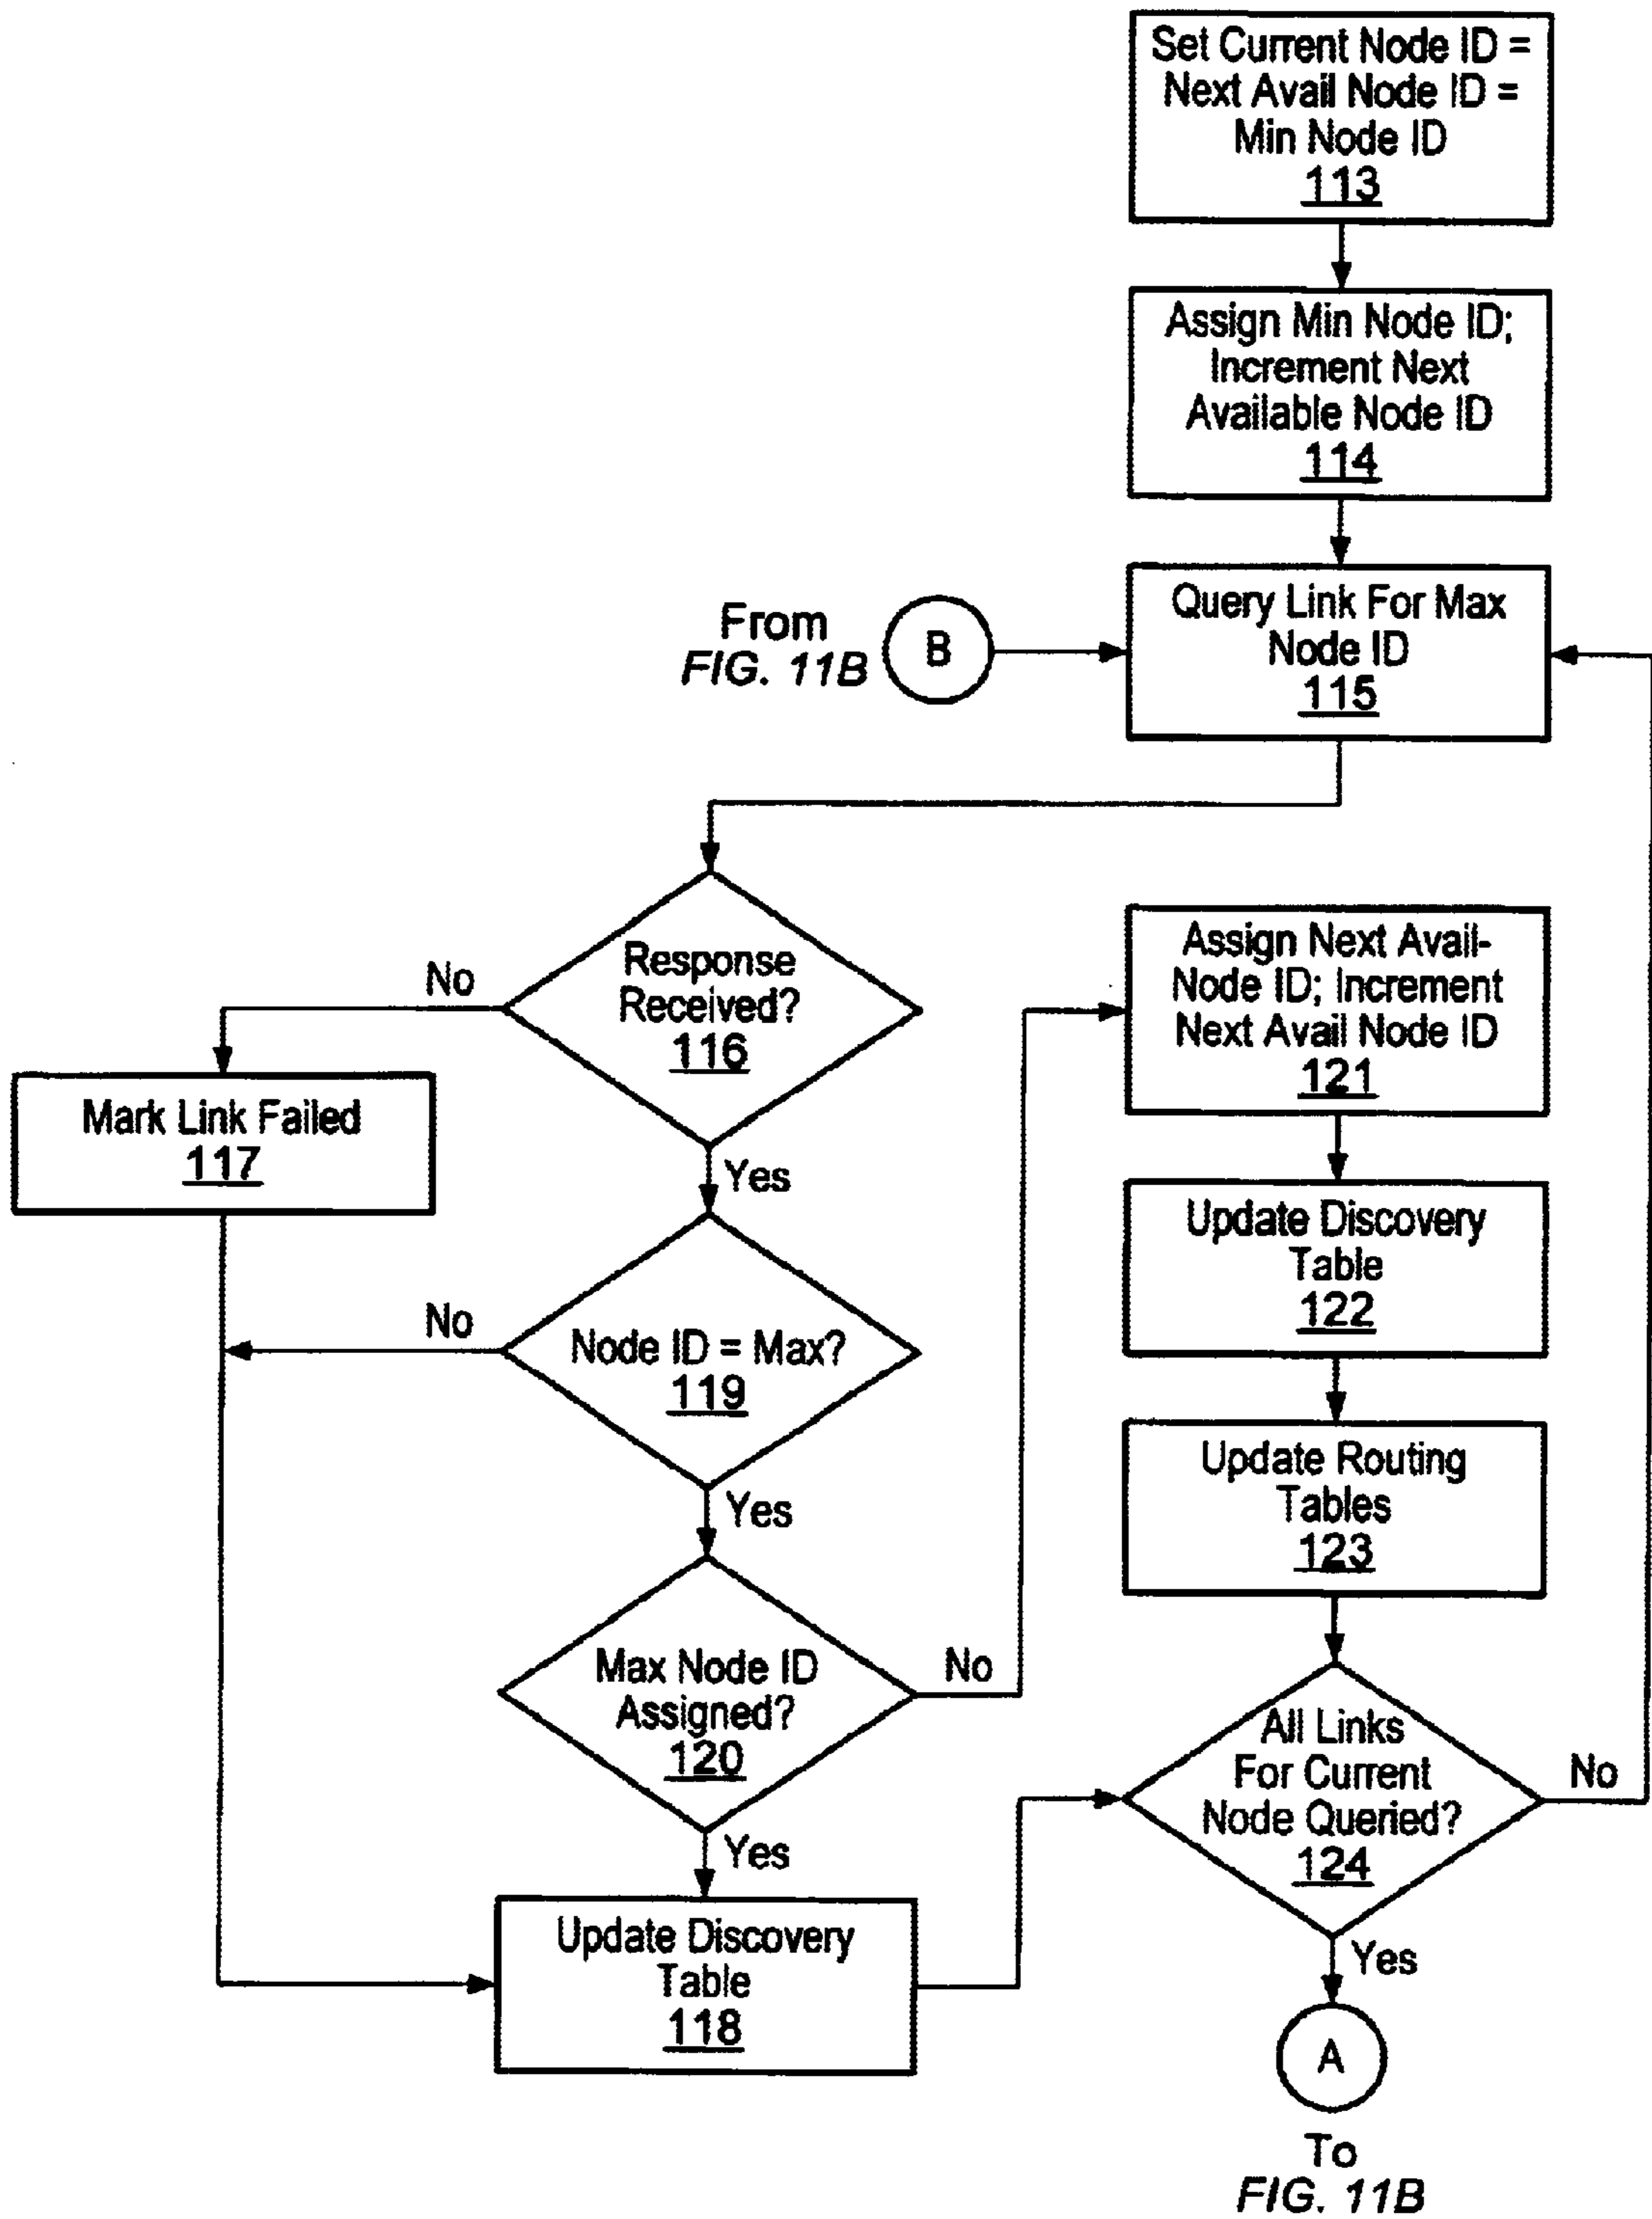 Set Current Node ID =
Next Avail Node ID =
Min Node ID
113
Assign Min Node ID;
Increment Next
Available Node ID
114
From
FIG. 11B
B
Query Link For Max
Node ID
115
Response
Received?
116
No
Yes
Mark Link Failed
117
Node ID = Max?
119
No
Yes
Max Node ID
Assigned?
120
No
Yes
Update Discovery
Table
118
Assign Next Avail-
Node ID; Increment
Next Avail Node ID
121
Update Discovery
Table
122
Update Routing
Tables
123
All Links
For Current
Node Queried?
124
No
Yes
A
To
FIG. 11B